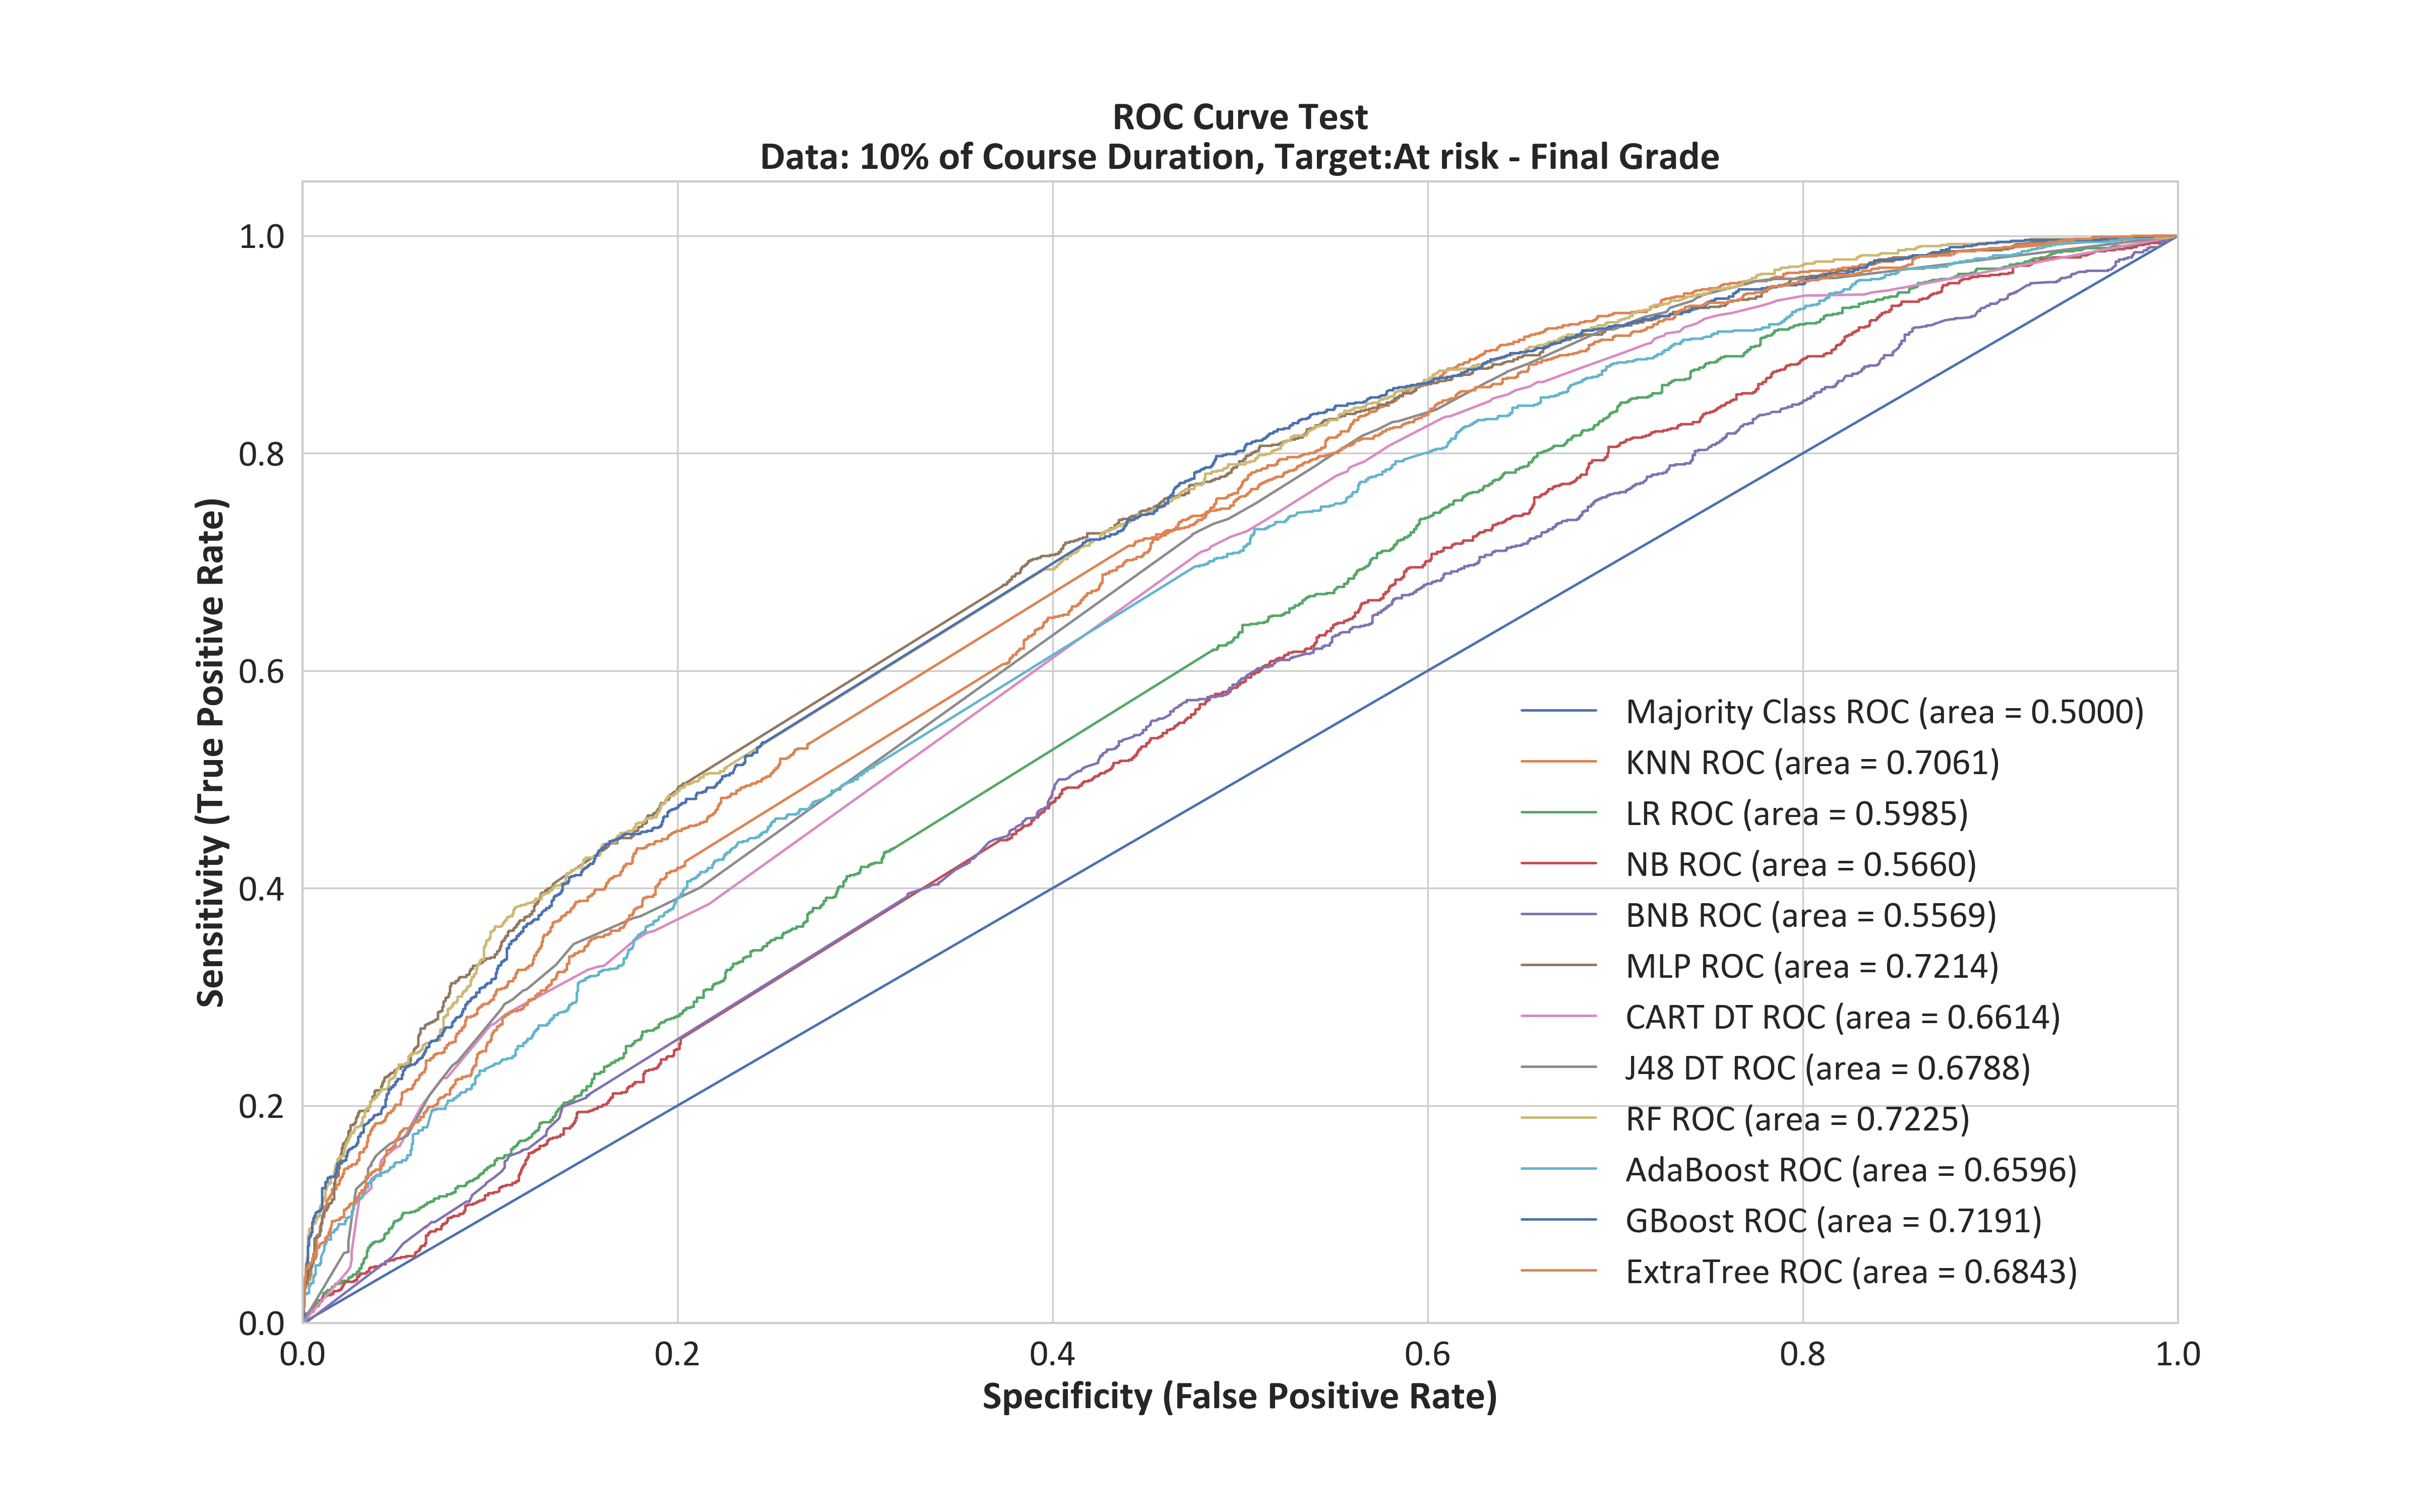 ROC Curve Test
Data: 10% of Course Duration, Target:At risk - Final Grade
Sensitivity (True Positive Rate)
1.0
0.8
0.6
0.4
0.2
0.0
Majority Class ROC (area = 0.5000)
KNN ROC (area = 0.7061)
LR ROC (area = 0.5985)
NB ROC (area = 0.5660)
BNB ROC (area = 0.5569)
MLP ROC (area = 0.7214)
CART DT ROC (area = 0.6614)
J48 DT ROC (area = 0.6788)
RF ROC (area = 0.7225)
AdaBoost ROC (area = 0.6596)
GBoost ROC (area = 0.7191)
ExtraTree ROC (area = 0.6843)
0.0 0.2 0.4 0.6 0.8 1.0
Specificity (False Positive Rate)